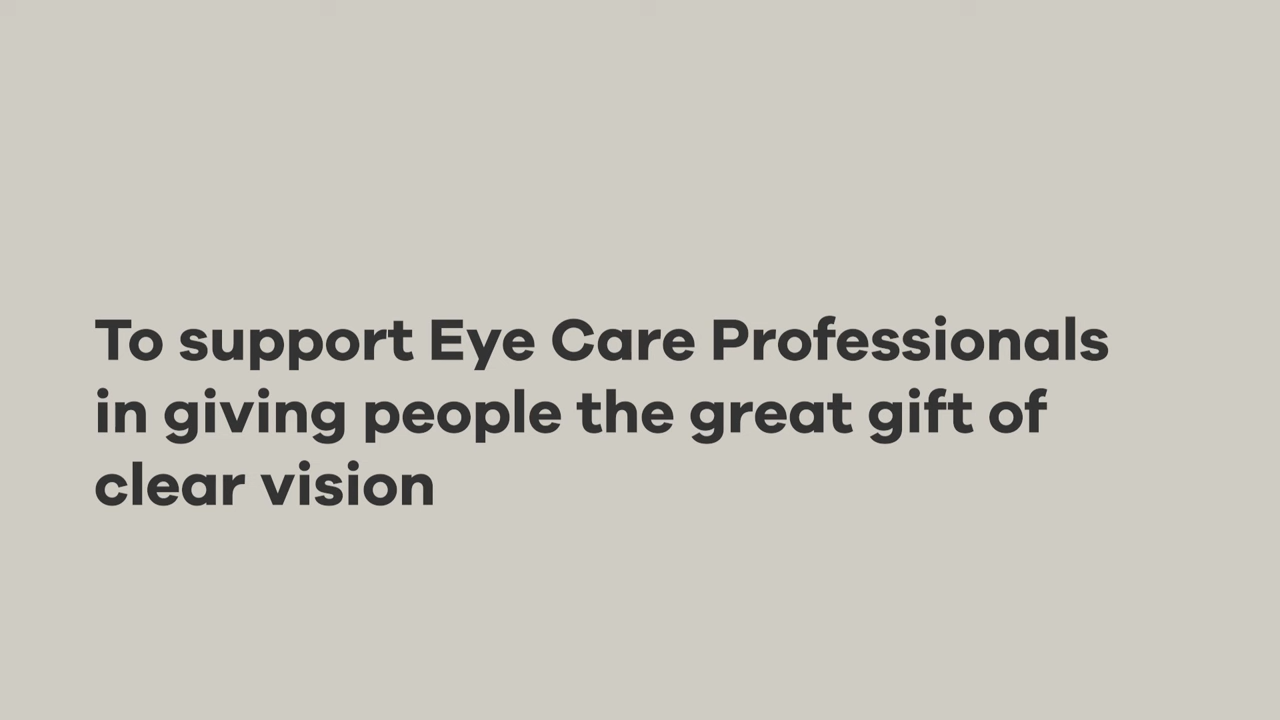 To support Eye Care Professionals
in giving people the great gift of
clear vision